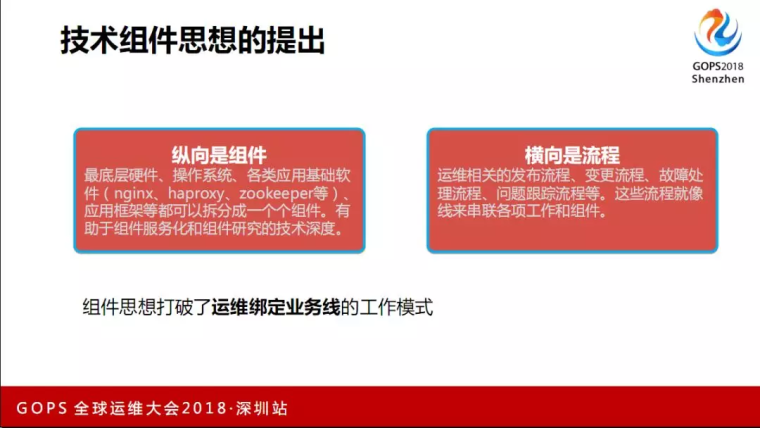 技术组件思想的提出
GOPS2018
Shenzhen
纵向是组件
最底层硬件、操作系统、各类应用基础软
件（nginx、haproxy、zookeeper等）、
应用框架等都可以拆分成一个个组件。有
助于组件服务化和组件研究的技术深度。
横向是流程
运维相关的发布流程、变更流程、故障处
理流程、问题跟踪流程等。这些流程就像
线来串联各项工作和组件。
组件思想打破了运维绑定业务线的工作模式
GOPS 全球运维大会2018·深圳站